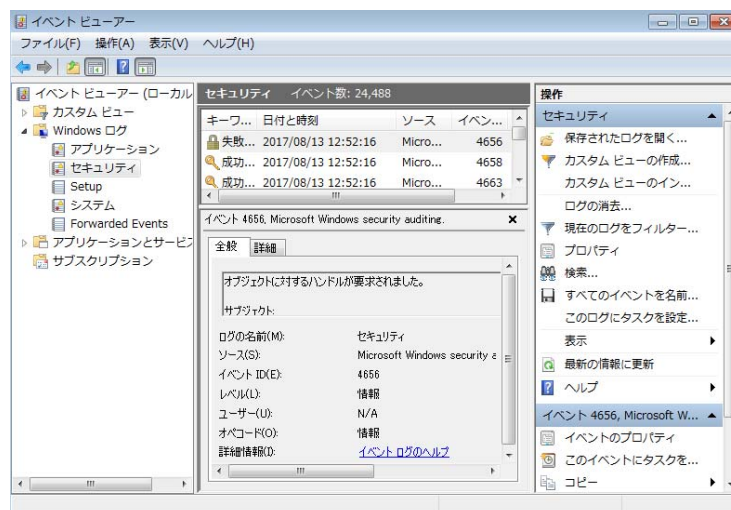 イベント ビューアー
ファイル(F) 操作(A) 表示(V) ヘルプ(H)
イベント ビューアー (ローカル
カスタム ビュー
Windows ログ
アプリケーション
セキュリティ
Setup
システム
Forwarded Events
アプリケーションとサービス
サブスクリプション
セキュリティ イベント数: 24,488
キーワ... 日付と時刻 ソース イベン...
失敗... 2017/08/13 12:52:16 Micro... 4656
成功... 2017/08/13 12:52:16 Micro... 4658
成功... 2017/08/13 12:52:16 Micro... 4663
イベント 4656, Microsoft Windows security auditing.
全般 詳細
オブジェクトに対するハンドルが要求されました。
サブジェクト:
ログの名前(M): セキュリティ
ソース(S): Microsoft Windows security a
イベント ID(E): 4656
レベル(L): 情報
ユーザー(U): N/A
オペコード(O): 情報
詳細情報(I): イベント ログのヘルプ
操作
セキュリティ
保存されたログを開く...
カスタム ビューの作成...
カスタム ビューのイン...
ログの消去...
現在のログをフィルター...
プロパティ
検索...
すべてのイベントを名前...
このログにタスクを設定...
表示
最新の情報に更新
ヘルプ
イベント 4656, Microsoft W...
イベントのプロパティ
このイベントにタスクを...
コピー